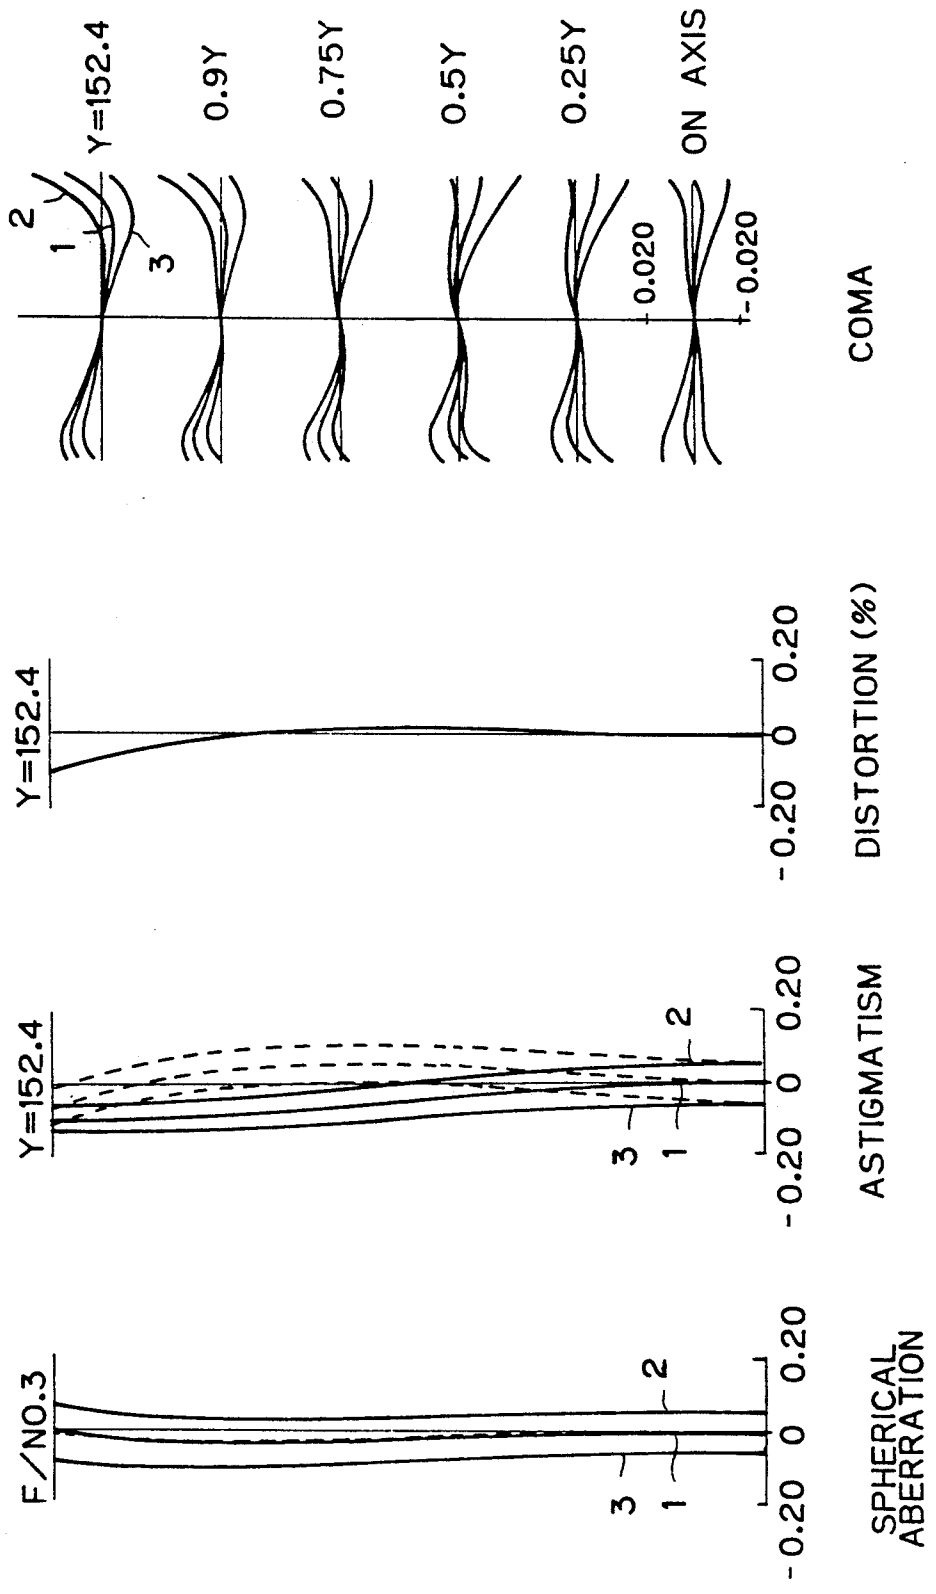 F/NO.3
2
3
1
-0.20
0
0.20
SPHERICAL
ABERRATION
Y=152.4
2
3
1
-0.20
0
0.20
ASTIGMATISM
Y=152.4
-0.20
0
0.20
DISTORTION (%)
2
1
3
Y=152.4
0.9Y
0.75Y
0.5Y
0.25Y
0.020
ON AXIS
-0.020
COMA